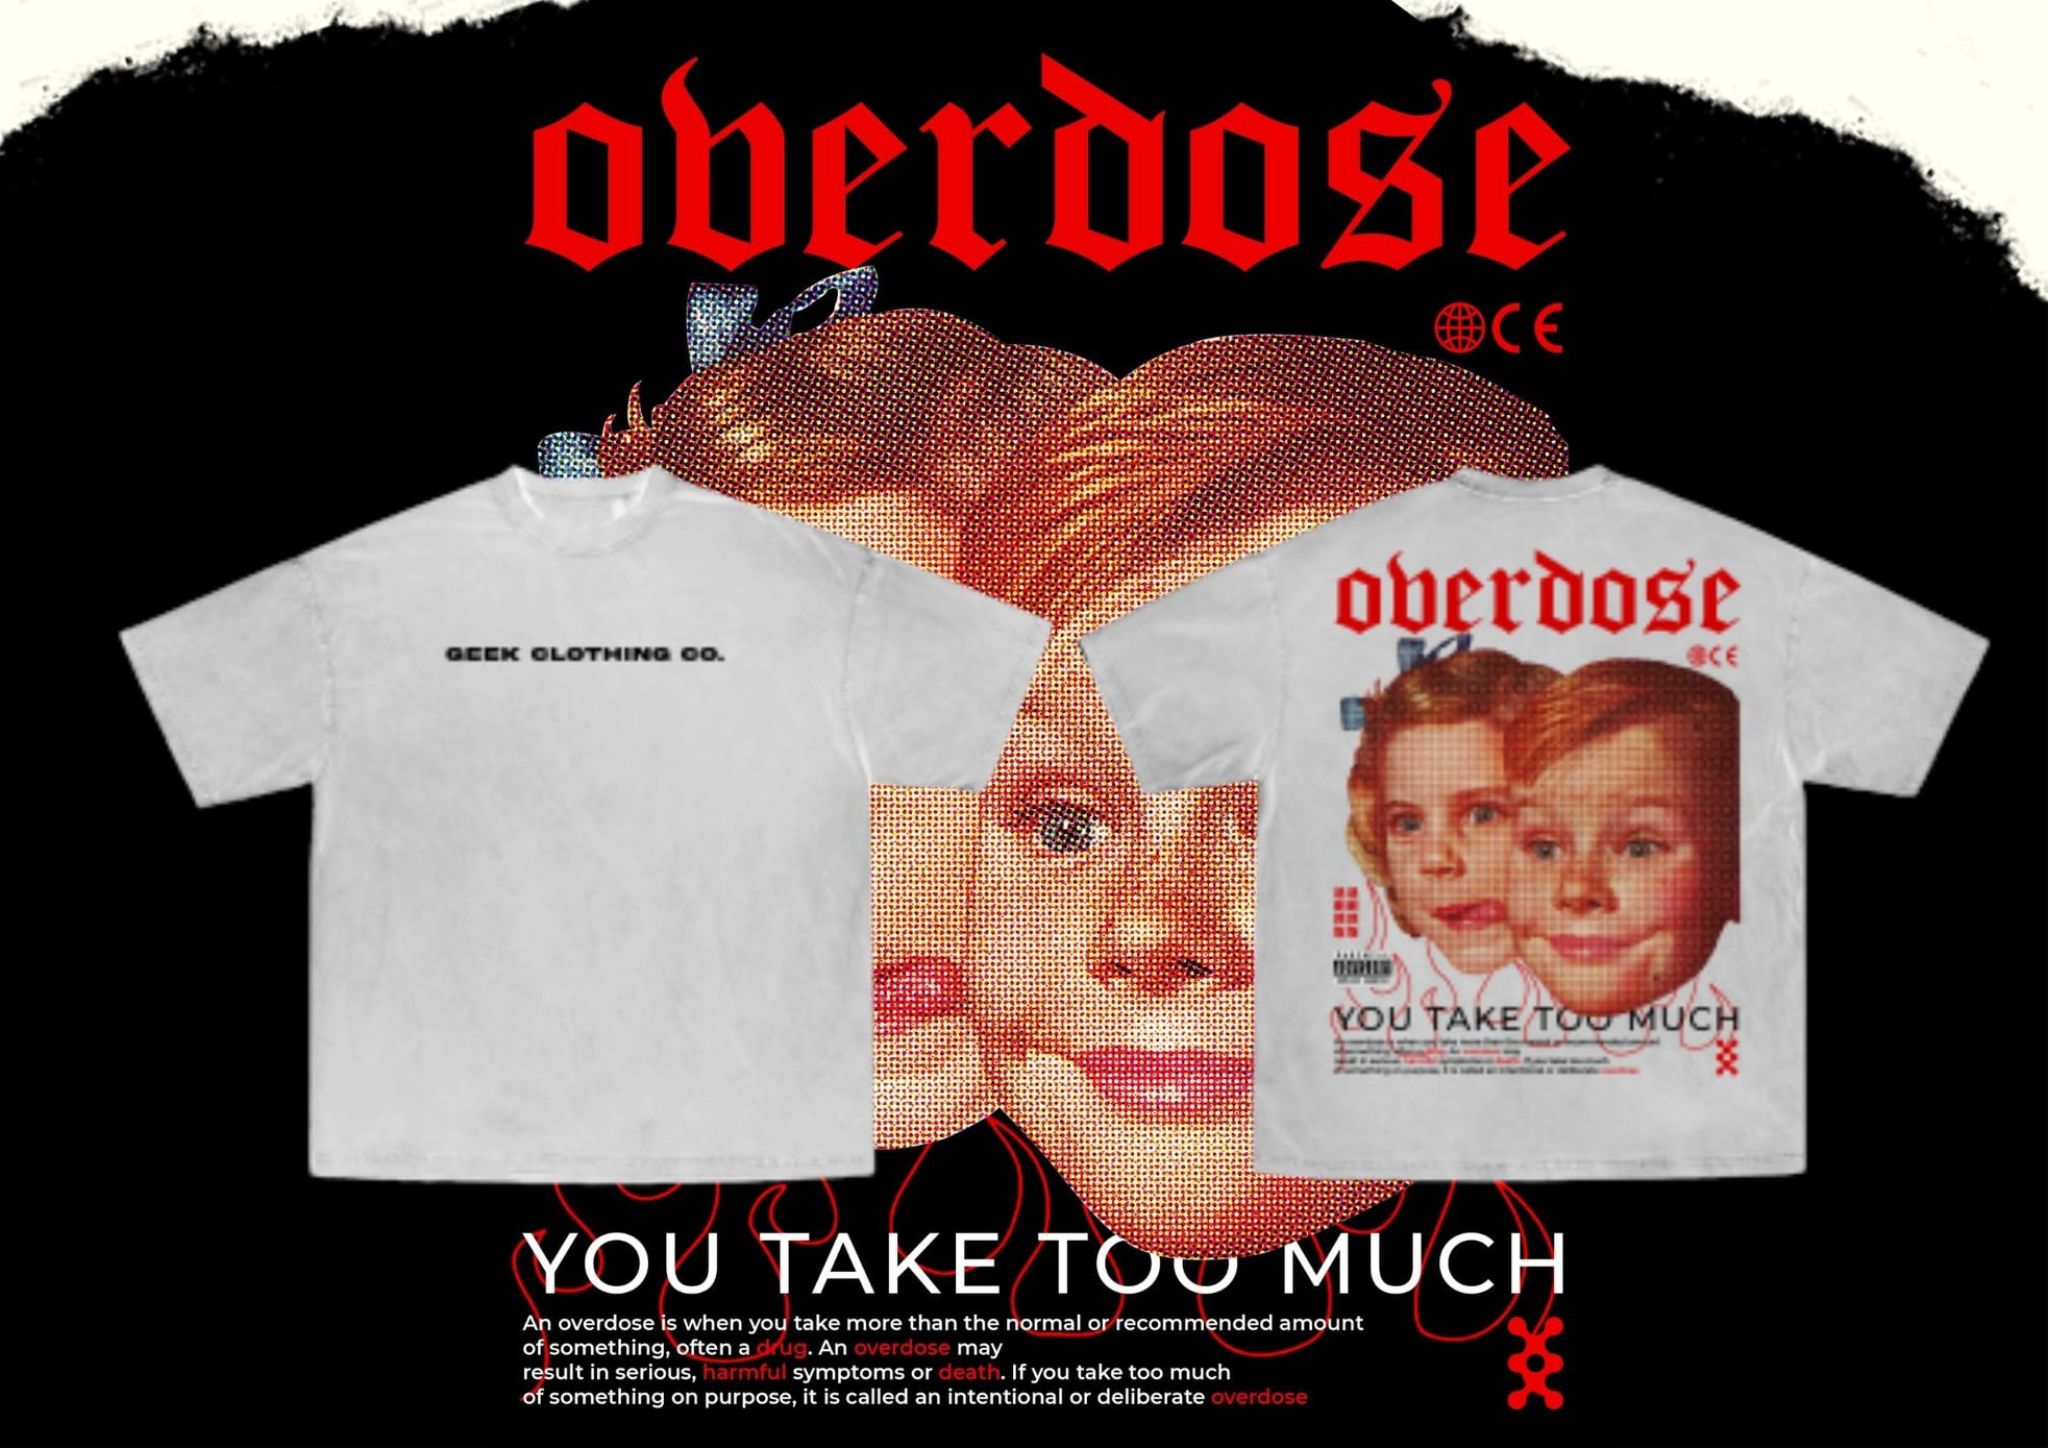 overdose
CE
GEEK CLOTHING CO.
overdose
CE
YOU TAKE TOO MUCH
YOU TAKE TOO MUCH
An overdose is when you take more than the normal or recommended amount
of something, often a drug. An overdose may
result in serious, harmful symptoms or death. If you take too much
of something on purpose, it is called an intentional or deliberate overdose